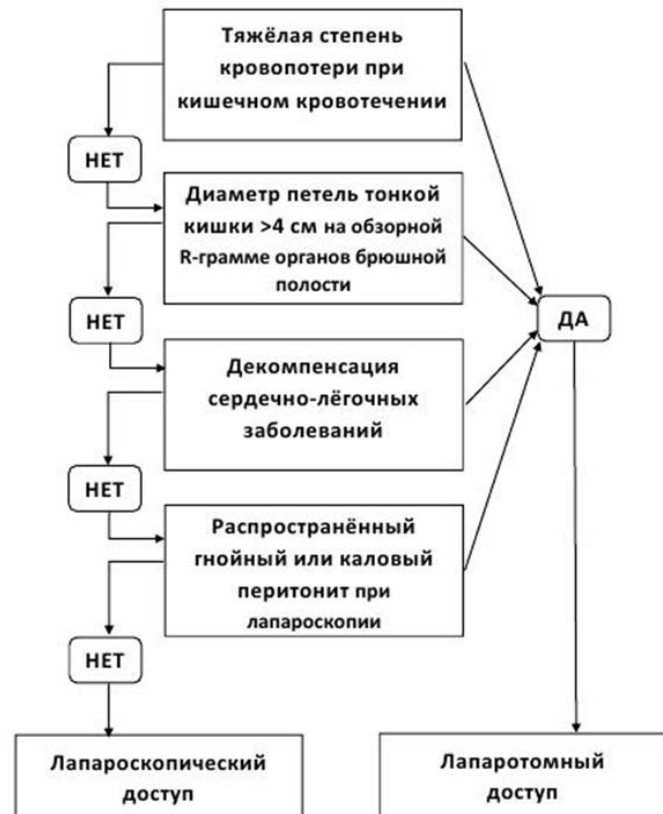 Тяжёлая степень
кровопотери при
кишечном кровотечении
НЕТ
Диаметр петель тонкой
кишки >4 см на обзорной
R-грамме органов брюшной
полости
НЕТ
ДА
Декомпенсация
сердечно-лёгочных
заболеваний
НЕТ
Распространённый
гнойный или каловый
перитонит при
лапароскопии
НЕТ
Лапароскопический
доступ
Лапаротомный
доступ